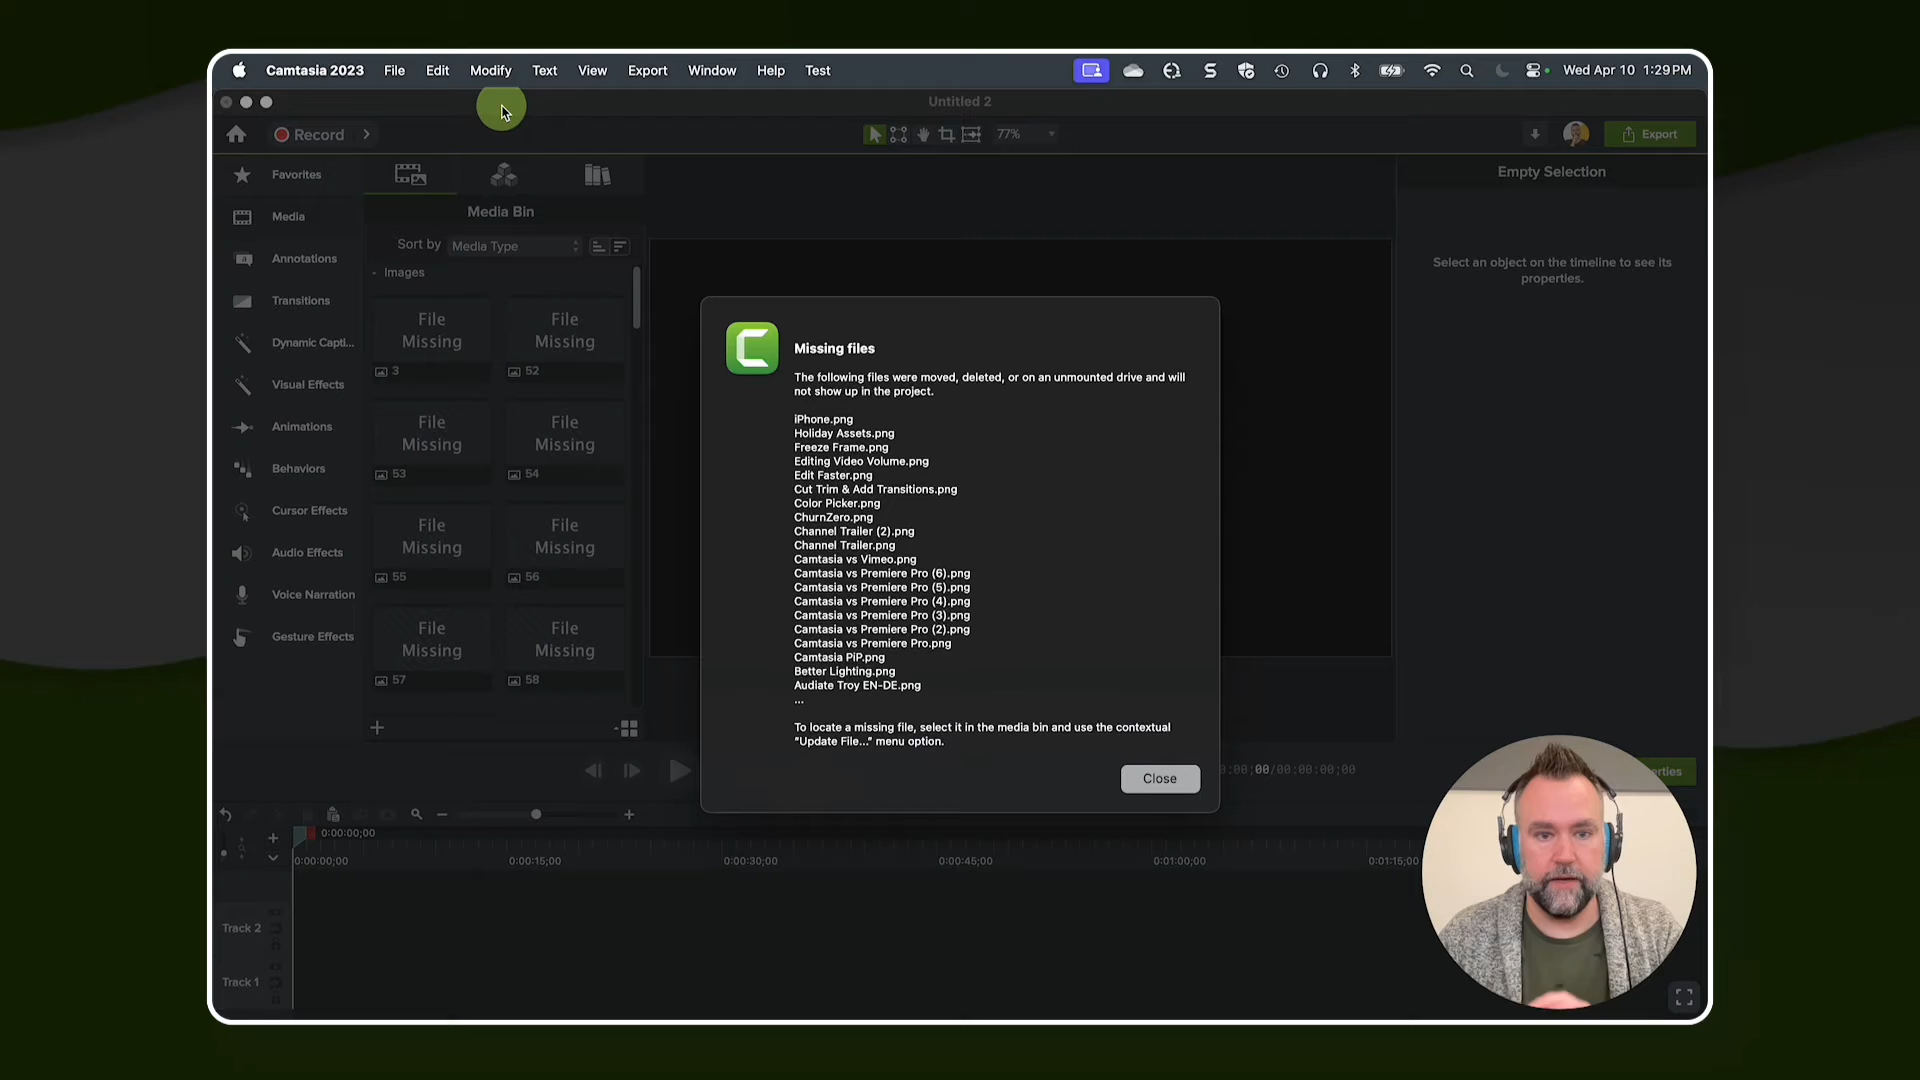 Camtasia 2023 File Edit Modify Text View Export Window Help Test
Wed Apr 10 1:29 PM
Untitled 2
Record
77%
Export
Favorites
Media
Annotations
Transitions
Dynamic Capti...
Visual Effects
Animations
Behaviors
Cursor Effects
Audio Effects
Voice Narration
Gesture Effects
Media Bin
Sort by Media Type
- Images
File
Missing
3
File
Missing
52
File
Missing
53
File
Missing
54
File
Missing
55
File
Missing
56
File
Missing
57
File
Missing
58
Empty Selection
Select an object on the timeline to see its
properties.
Missing files
The following files were moved, deleted, or on an unmounted drive and will
not show up in the project.
iPhone.png
Holiday Assets.png
Freeze Frame.png
Editing Video Volume.png
Edit Faster.png
Cut Trim & Add Transitions.png
Color Picker.png
ChurnZero.png
Channel Trailer (2).png
Channel Trailer.png
Camtasia vs Vimeo.png
Camtasia vs Premiere Pro (6).png
Camtasia vs Premiere Pro (5).png
Camtasia vs Premiere Pro (4).png
Camtasia vs Premiere Pro (3).png
Camtasia vs Premiere Pro (2).png
Camtasia vs Premiere Pro.png
Camtasia PiP.png
Better Lighting.png
Audiate Troy EN-DE.png
...
To locate a missing file, select it in the media bin and use the contextual
"Update File..." menu option.
Close
:00;00/00:00:00;00
erties
0:00:00;00
0:00:00;00 0:00:15;00 0:00:30;00 0:00:45;00 0:01:00;00 0:01:15;00
Track 2
Track 1